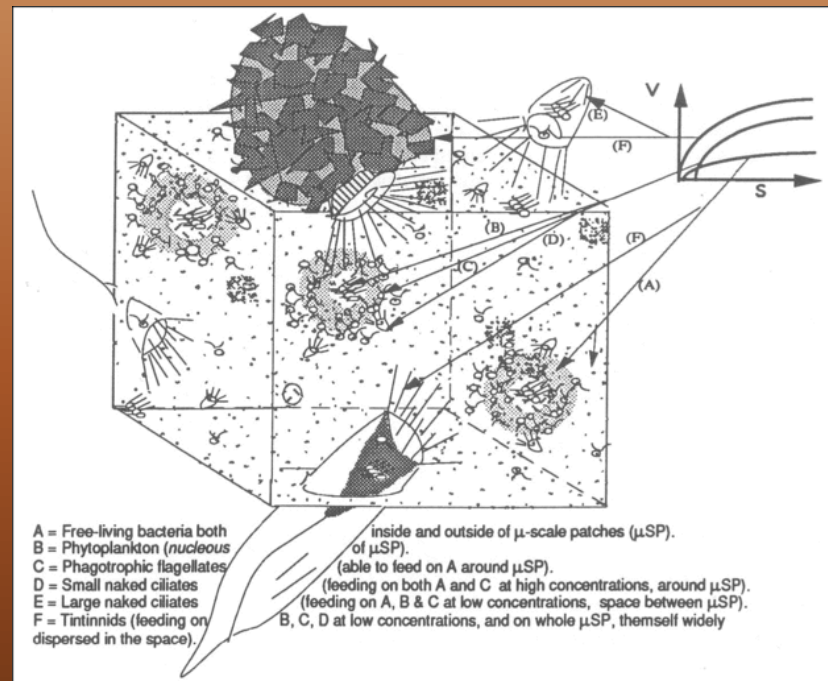 V
(E)
(F)
S
(B)
(D)
(F)
(C)
(A)
A = Free-living bacteria both inside and outside of μ-scale patches (μSP).
B = Phytoplankton (nucleous of μSP).
C = Phagotrophic flagellates (able to feed on A around μSP).
D = Small naked ciliates (feeding on both A and C at high concentrations, around μSP).
E = Large naked ciliates (feeding on A, B & C at low concentrations, space between μSP).
F = Tintinnids (feeding on B, C, D at low concentrations, and on whole μSP, themself widely
dispersed in the space).